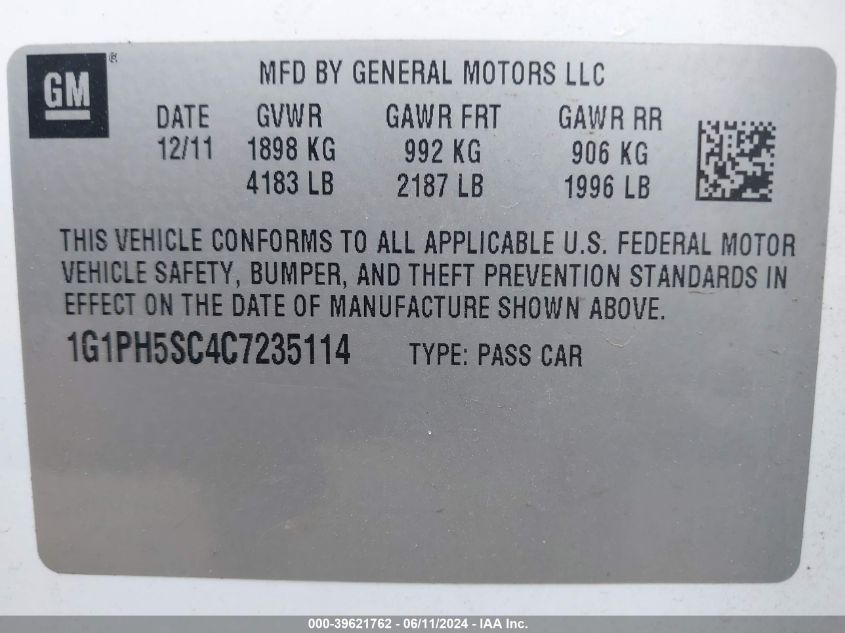 GM ®
MFD BY GENERAL MOTORS LLC
DATE GVWR GAWR FRT GAWR RR
12/11 1898 KG 992 KG 906 KG
4183 LB 2187 LB 1996 LB
THIS VEHICLE CONFORMS TO ALL APPLICABLE U.S. FEDERAL MOTOR
VEHICLE SAFETY, BUMPER, AND THEFT PREVENTION STANDARDS IN
EFFECT ON THE DATE OF MANUFACTURE SHOWN ABOVE.
1G1PH5SC4C7235114 TYPE: PASS CAR
000-39621762 - 06/11/2024 - IAA Inc.